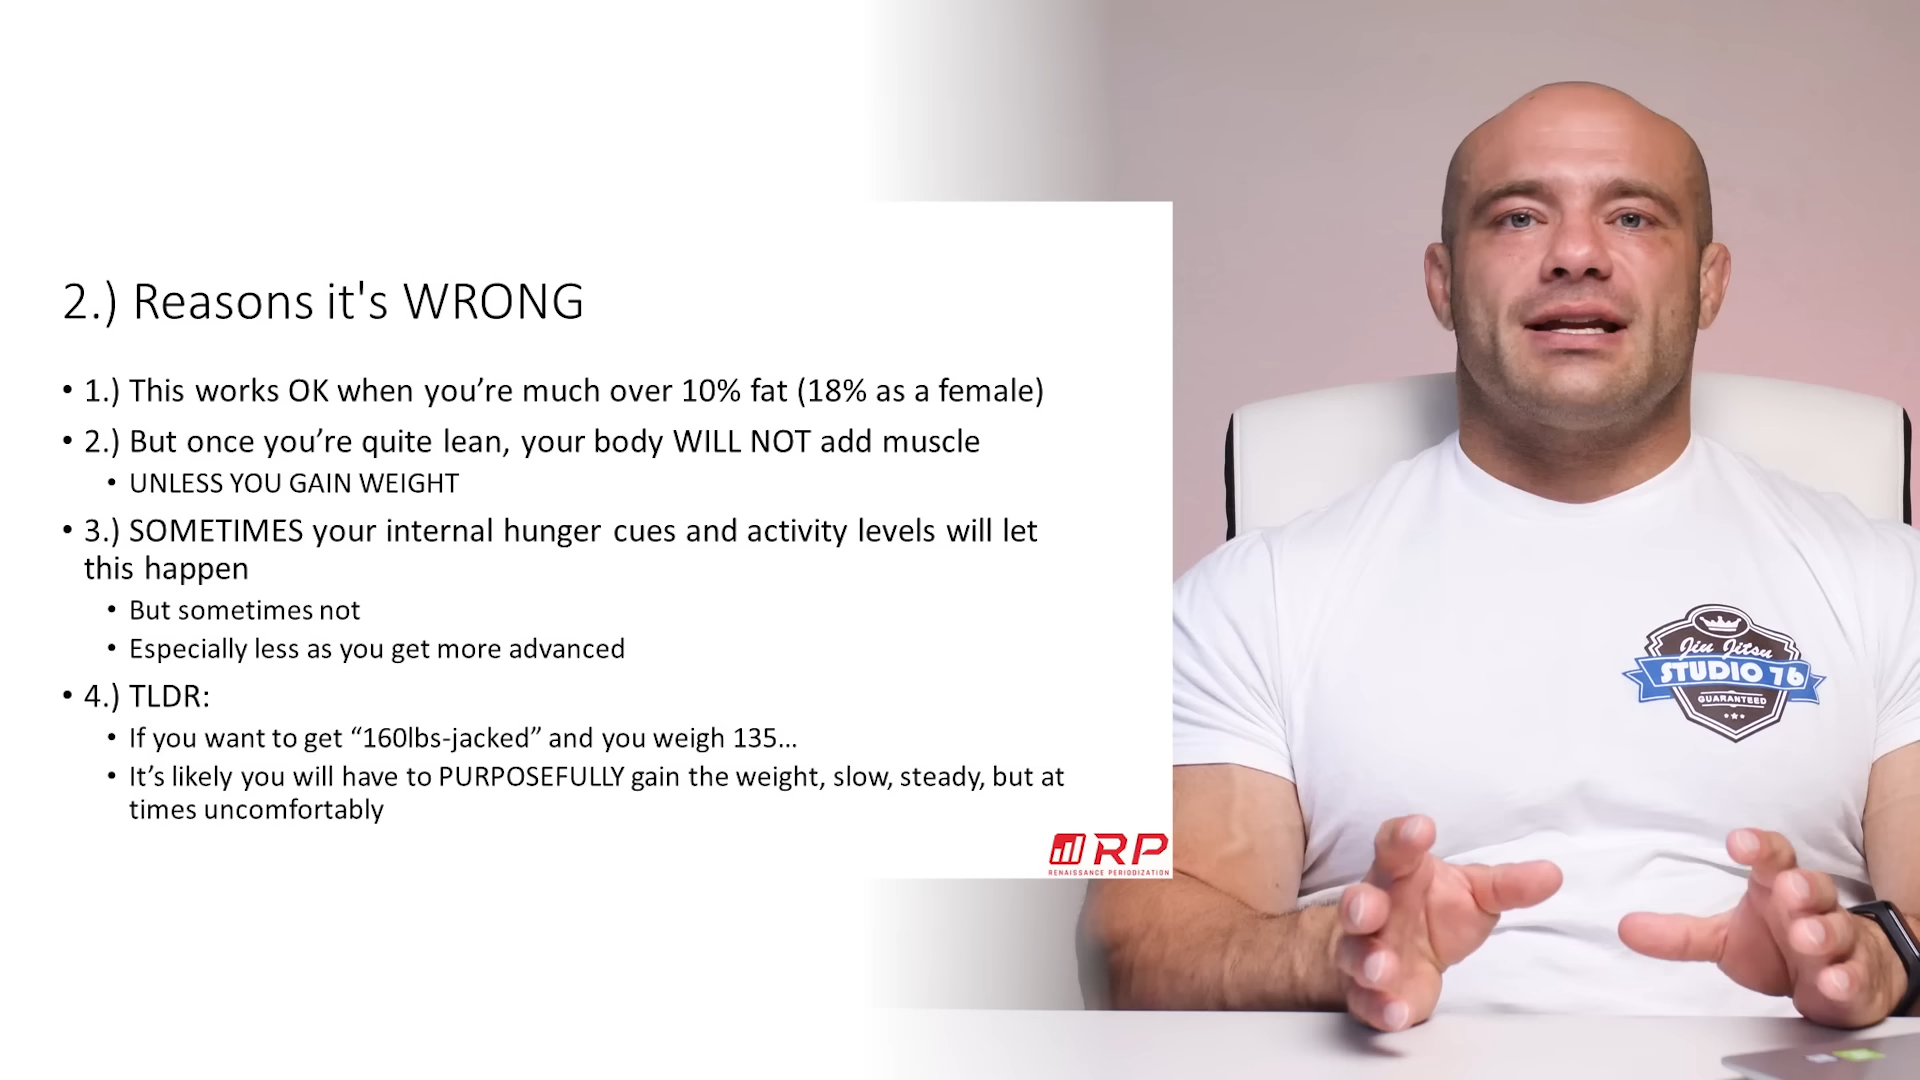 2.) Reasons it's WRONG
• 1.) This works OK when you’re much over 10% fat (18% as a female)
• 2.) But once you’re quite lean, your body WILL NOT add muscle
• UNLESS YOU GAIN WEIGHT
• 3.) SOMETIMES your internal hunger cues and activity levels will let
this happen
• But sometimes not
• Especially less as you get more advanced
• 4.) TLDR:
• If you want to get “160lbs-jacked” and you weigh 135...
• It’s likely you will have to PURPOSEFULLY gain the weight, slow, steady, but at
times uncomfortably
RP
RENAISSANCE PERIODIZATION
Jiu Jitsu
STUDIO 76
GUARANTEED